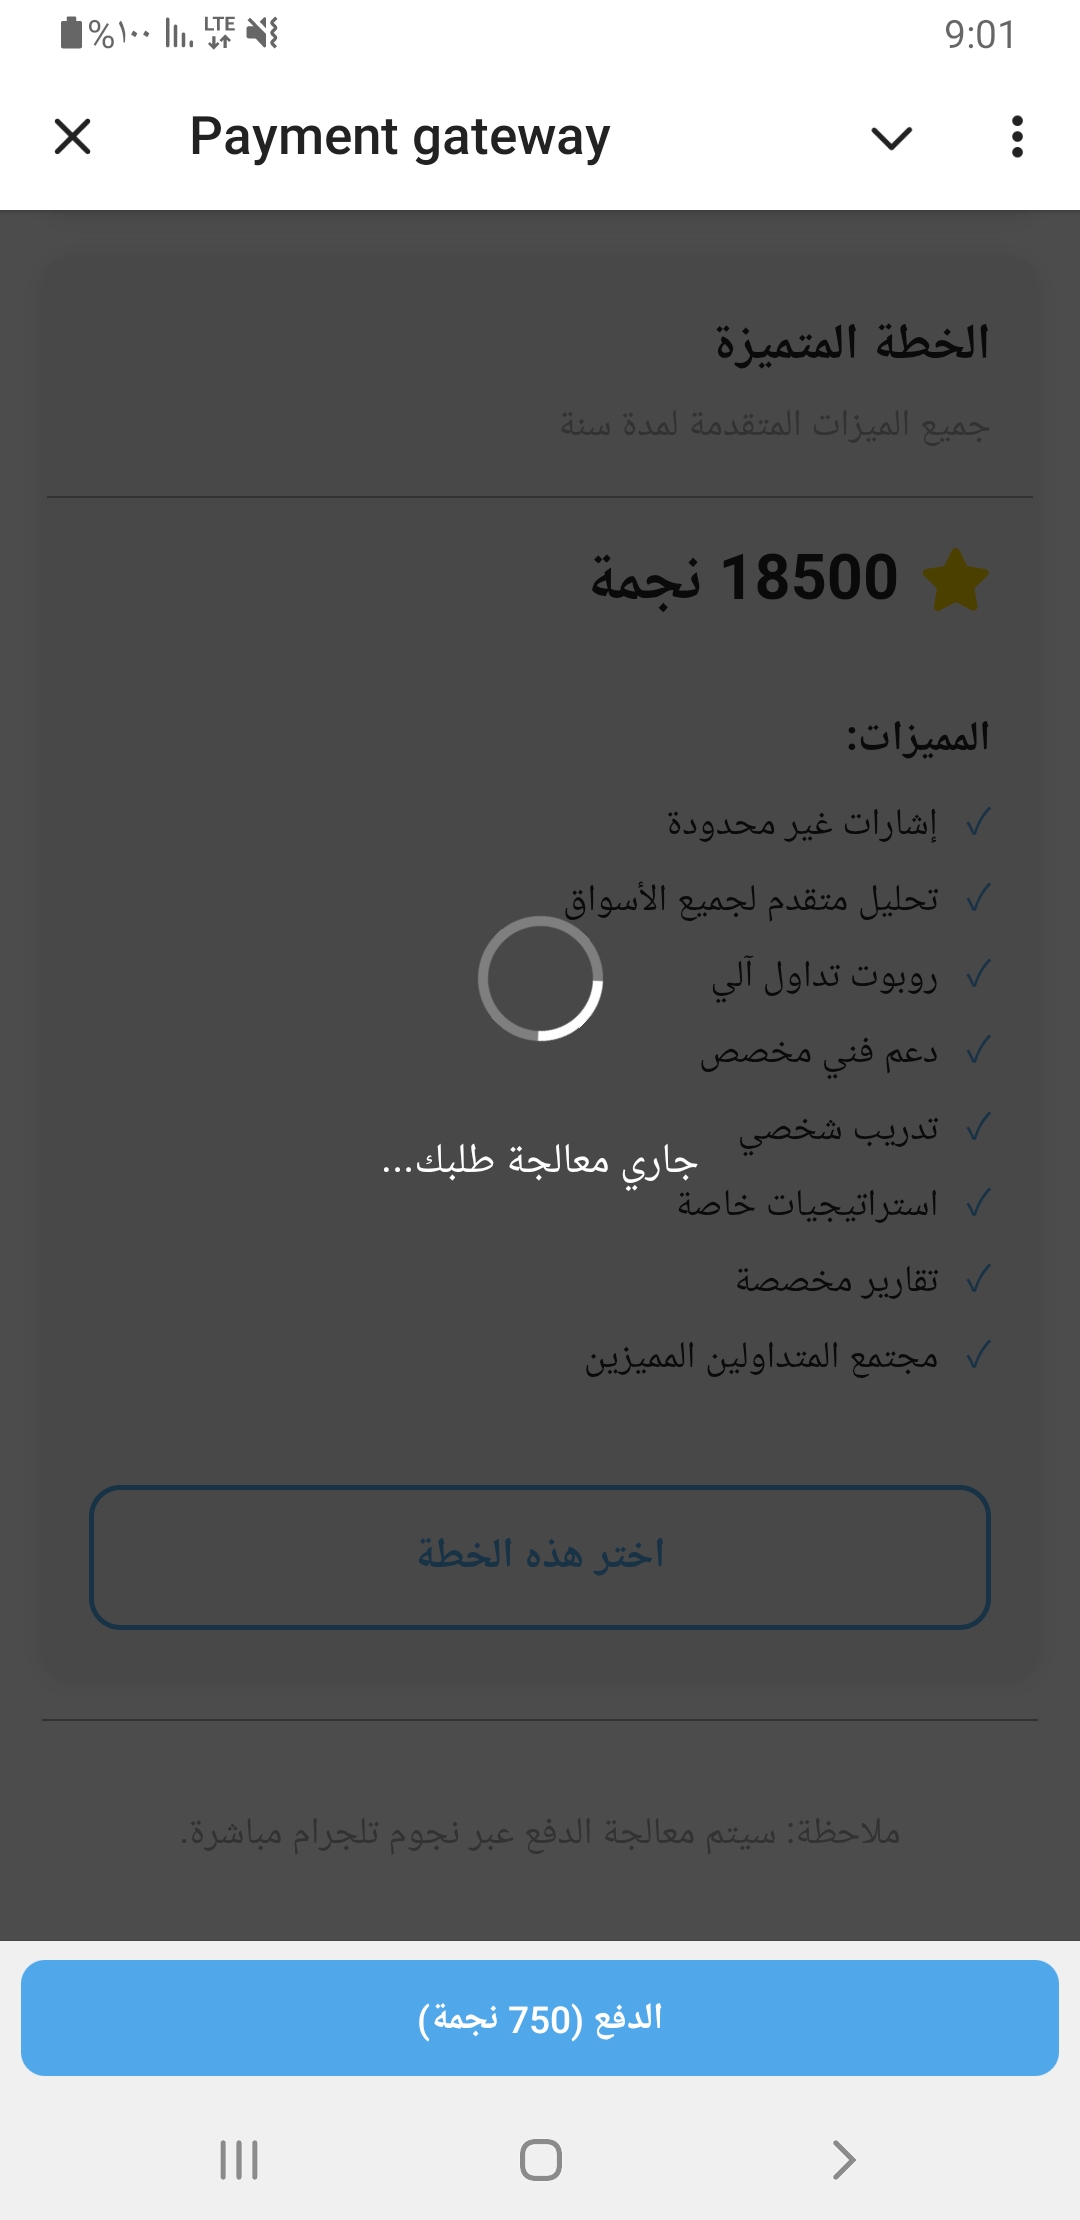 %١٠٠ LTE 9:01
Payment gateway
الخطة المتميزة
جميع الميزات المتقدمة لمدة سنة
18500 نجمة
المميزات:
✓ إشارات غير محدودة
✓ تحليل متقدم لجميع الأسواق
✓ روبوت تداول آلي
✓ دعم فني مخصص
✓ تدريب شخصي
جاري معالجة طلبك...
✓ استراتيجيات خاصة
✓ تقارير مخصصة
✓ مجتمع المتداولين المميزين
اختر هذه الخطة
ملاحظة: سيتم معالجة الدفع عبر نجوم تلجرام مباشرة.
الدفع (750 نجمة)